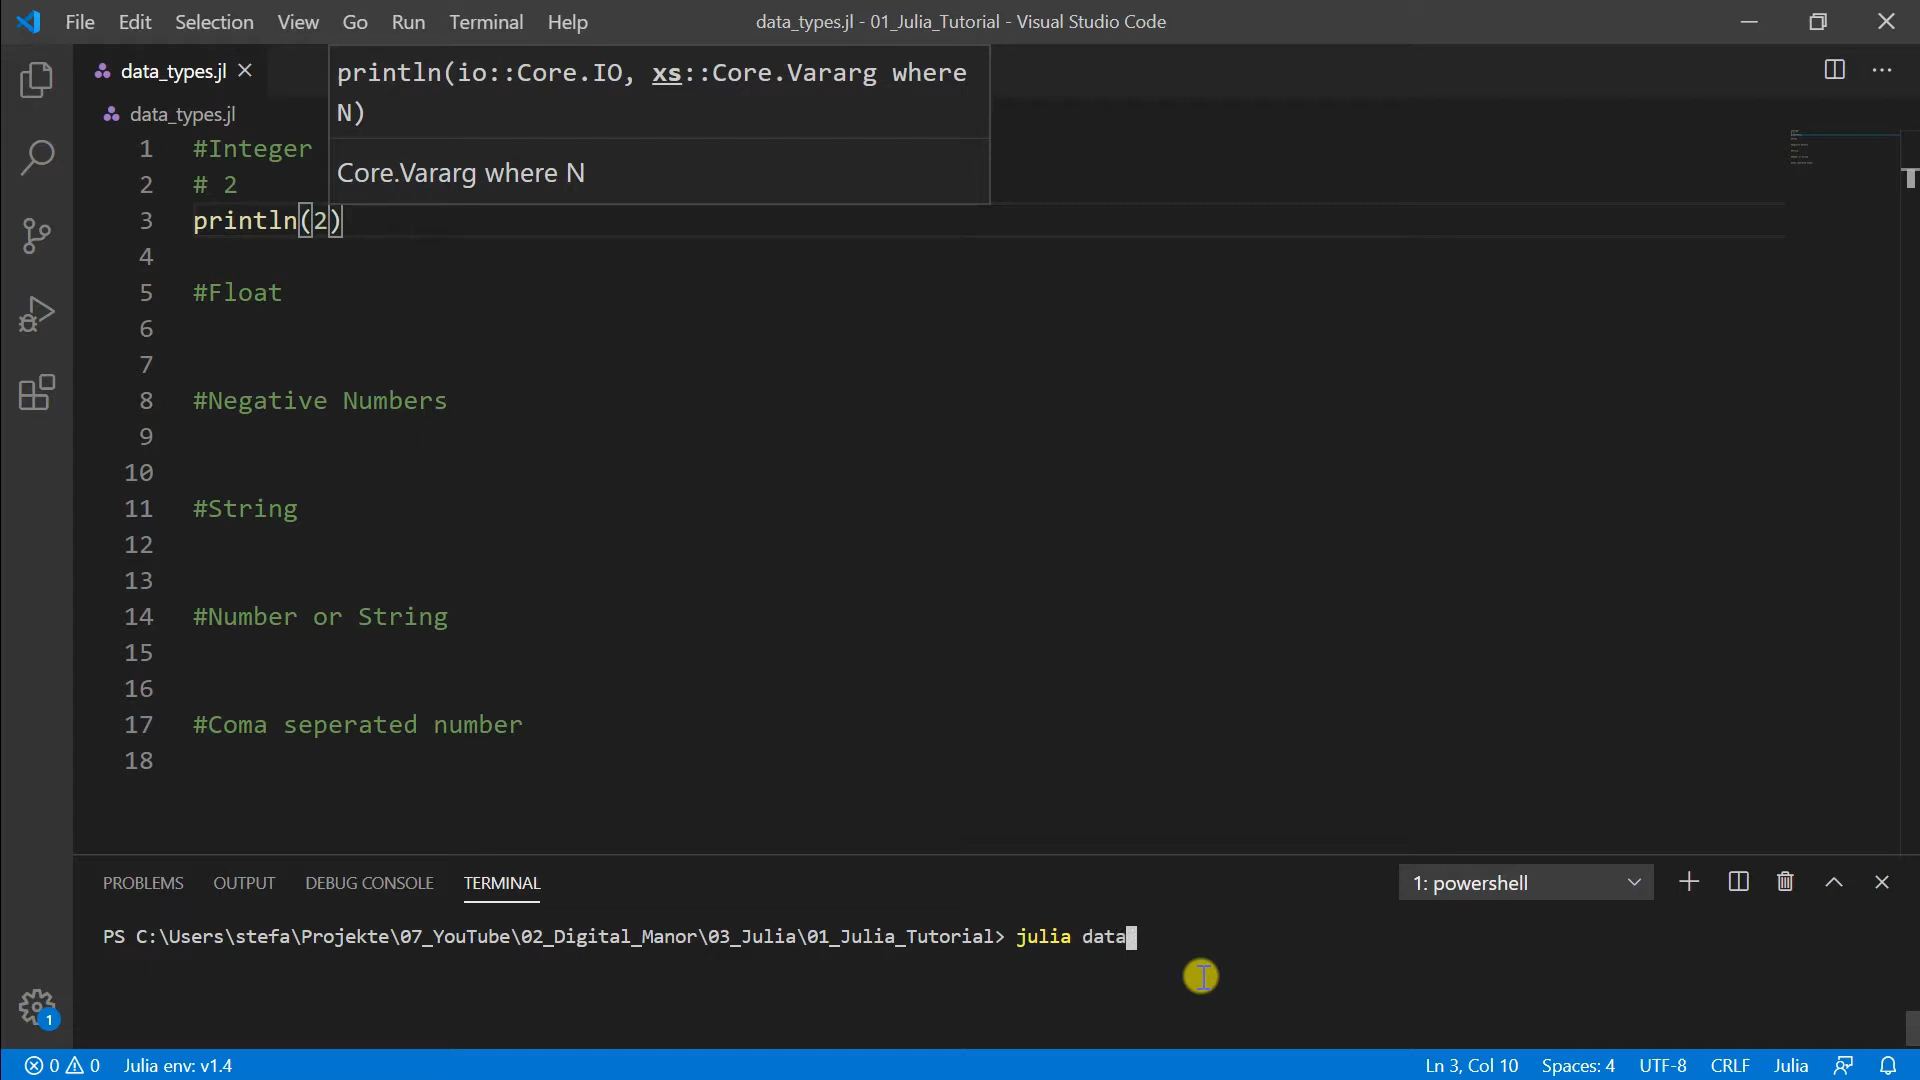 File Edit Selection View Go Run Terminal Help
data_types.jl - 01_Julia_Tutorial - Visual Studio Code
data_types.jl
data_types.jl
println(io::Core.IO, xs::Core.Vararg where
N)
Core.Vararg where N
1 #Integer
2 # 2
3 println(2)
4
5 #Float
6
7
8 #Negative Numbers
9
10
11 #String
12
13
14 #Number or String
15
16
17 #Coma seperated number
18
PROBLEMS OUTPUT DEBUG CONSOLE TERMINAL
1: powershell
PS C:\Users\stefa\Projekte\07_YouTube\02_Digital_Manor\03_Julia\01_Julia_Tutorial> julia data
1
0 0 Julia env: v1.4
Ln 3, Col 10 Spaces: 4 UTF-8 CRLF Julia